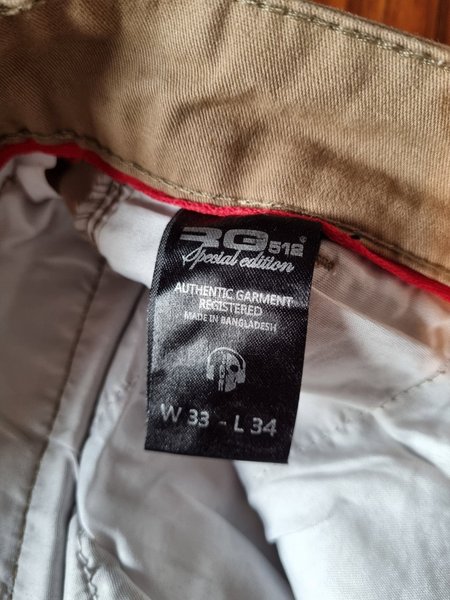 RG512®
Special edition
AUTHENTIC GARMENT
REGISTERED
MADE IN BANGLADESH
W 33 - L 34